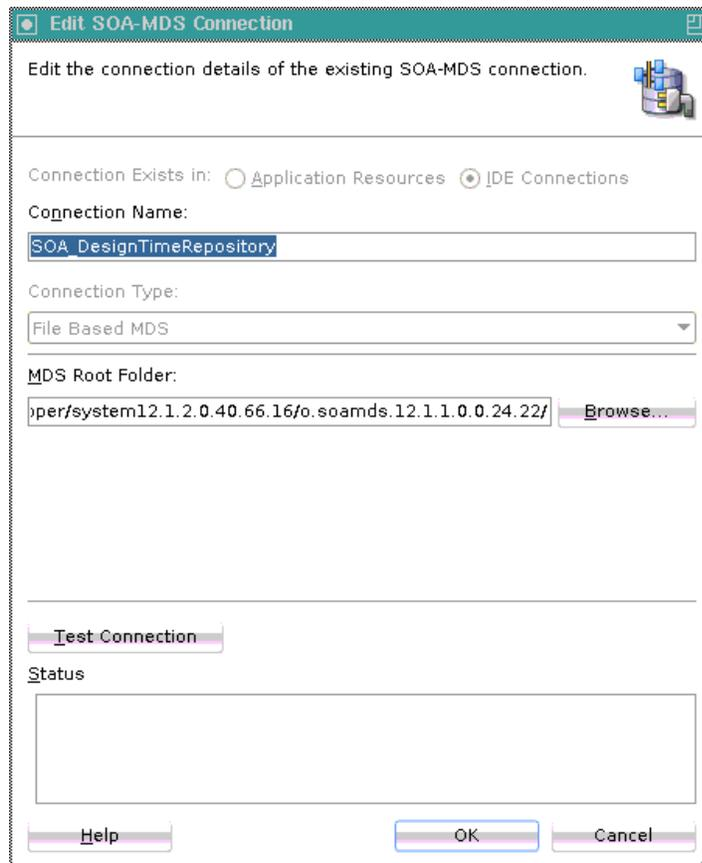 Edit SOA-MDS Connection
Edit the connection details of the existing SOA-MDS connection.
Connection Exists in: Application Resources IDE Connections
Connection Name:
SOA_DesignTimeRepository
Connection Type:
File Based MDS
MDS Root Folder:
oper/system12.1.2.0.40.66.16/o.soamds.12.1.1.0.0.24.22/ Browse...
Test Connection
Status
Help OK Cancel